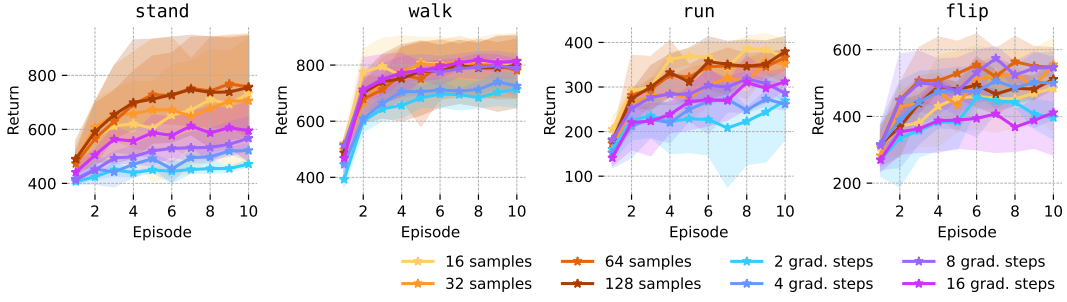 stand
walk
run
flip
Return
800
600
400
2 4 6 8 10
Episode
Return
800
600
400
2 4 6 8 10
Episode
Return
400
300
200
100
2 4 6 8 10
Episode
Return
600
400
200
2 4 6 8 10
Episode
16 samples
64 samples
2 grad. steps
8 grad. steps
32 samples
128 samples
4 grad. steps
16 grad. steps